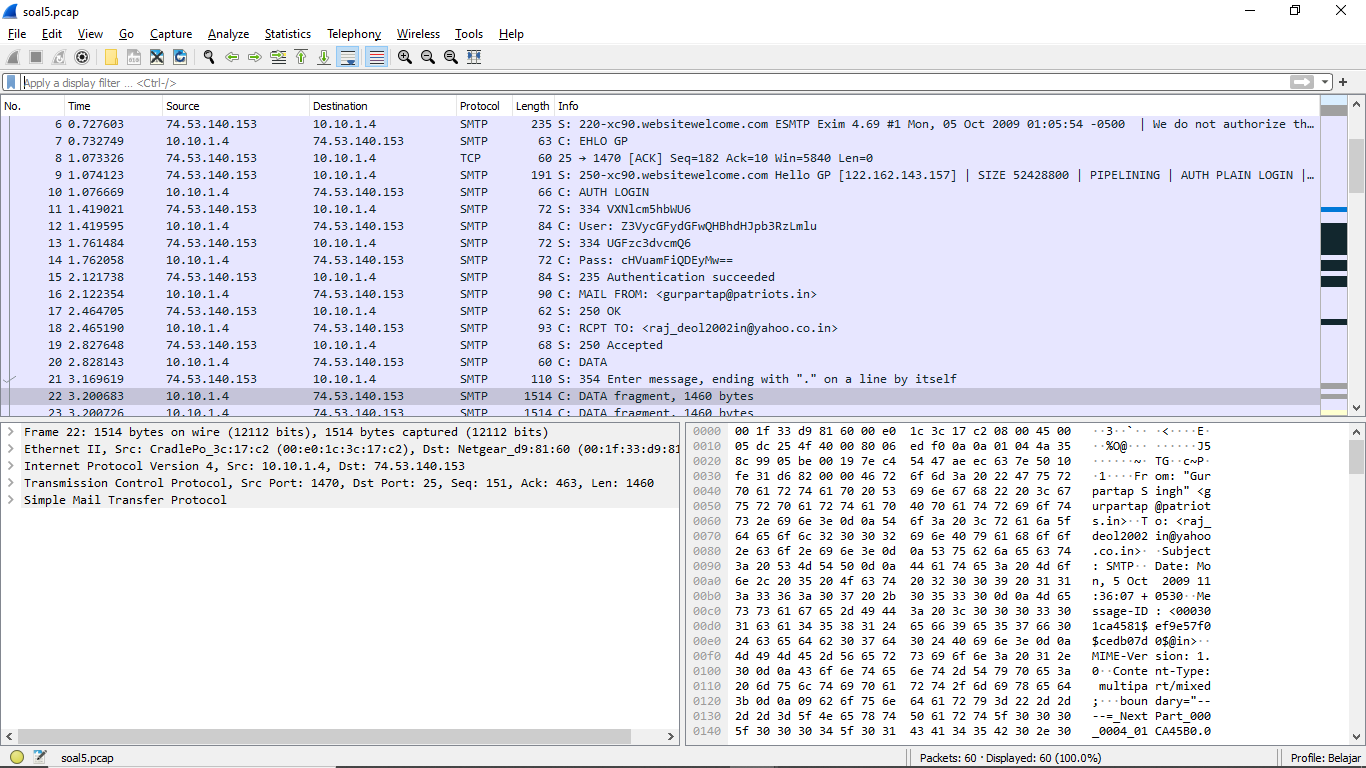 soal5.pcap
File Edit View Go Capture Analyze Statistics Telephony Wireless Tools Help
Apply a display filter ... <Ctrl-/>
No. Time Source Destination Protocol Length Info
6 0.727603 74.53.140.153 10.10.1.4 SMTP 235 S: 220-xc90.websitewelcome.com ESMTP Exim 4.69 #1 Mon, 05 Oct 2009 01:05:54 -0500 | We do not authorize th…
7 0.732749 10.10.1.4 74.53.140.153 SMTP 63 C: EHLO GP
8 1.073326 74.53.140.153 10.10.1.4 TCP 60 25 → 1470 [ACK] Seq=182 Ack=10 Win=5840 Len=0
9 1.074123 74.53.140.153 10.10.1.4 SMTP 191 S: 250-xc90.websitewelcome.com Hello GP [122.162.143.157] | SIZE 52428800 | PIPELINING | AUTH PLAIN LOGIN |…
10 1.076669 10.10.1.4 74.53.140.153 SMTP 66 C: AUTH LOGIN
11 1.419021 74.53.140.153 10.10.1.4 SMTP 72 S: 334 VXNlcm5hbWU6
12 1.419595 10.10.1.4 74.53.140.153 SMTP 84 C: User: Z3VycGFydGFwQHBhdHJpb3RzLmlu
13 1.761484 74.53.140.153 10.10.1.4 SMTP 72 S: 334 UGFzc3dvcmQ6
14 1.762058 10.10.1.4 74.53.140.153 SMTP 72 C: Pass: cHVuamFiQDEyMw==
15 2.121738 74.53.140.153 10.10.1.4 SMTP 84 S: 235 Authentication succeeded
16 2.122354 10.10.1.4 74.53.140.153 SMTP 90 C: MAIL FROM: <gurpartap@patriots.in>
17 2.464705 74.53.140.153 10.10.1.4 SMTP 62 S: 250 OK
18 2.465190 10.10.1.4 74.53.140.153 SMTP 93 C: RCPT TO: <raj_deol2002in@yahoo.co.in>
19 2.827648 74.53.140.153 10.10.1.4 SMTP 68 S: 250 Accepted
20 2.828143 10.10.1.4 74.53.140.153 SMTP 60 C: DATA
21 3.169619 74.53.140.153 10.10.1.4 SMTP 110 S: 354 Enter message, ending with "." on a line by itself
22 3.200683 10.10.1.4 74.53.140.153 SMTP 1514 C: DATA fragment, 1460 bytes
23 3.200726 10.10.1.4 74.53.140.153 SMTP 1514 C: DATA fragment, 1460 bytes
Frame 22: 1514 bytes on wire (12112 bits), 1514 bytes captured (12112 bits)
Ethernet II, Src: CradlePo_3c:17:c2 (00:e0:1c:3c:17:c2), Dst: Netgear_d9:81:60 (00:1f:33:d9:81
Internet Protocol Version 4, Src: 10.10.1.4, Dst: 74.53.140.153
Transmission Control Protocol, Src Port: 1470, Dst Port: 25, Seq: 151, Ack: 463, Len: 1460
Simple Mail Transfer Protocol
0000 00 1f 33 d9 81 60 00 e0 1c 3c 17 c2 08 00 45 00 ··3··`·· ·<····E·
0010 05 dc 25 4f 40 00 80 06 ed f0 0a 0a 01 04 4a 35 ··%O@··· ······J5
0020 8c 99 05 be 00 19 7e c4 54 47 ae ec 63 7e 50 10 ······~· TG··c~P·
0030 fe 31 d6 82 00 00 46 72 6f 6d 3a 20 22 47 75 72 ·1····Fr om: "Gur
0040 70 61 72 74 61 70 20 53 69 6e 67 68 22 20 3c 67 partap S ingh" <g
0050 75 72 70 61 72 74 61 70 40 70 61 74 72 69 6f 74 urpartap @patriot
0060 73 2e 69 6e 3e 0d 0a 54 6f 3a 20 3c 72 61 6a 5f s.in>··T o: <raj_
0070 64 65 6f 6c 32 30 30 32 69 6e 40 79 61 68 6f 6f deol2002 in@yahoo
0080 2e 63 6f 2e 69 6e 3e 0d 0a 53 75 62 6a 65 63 74 .co.in>· ·Subject
0090 3a 20 53 4d 54 50 0d 0a 44 61 74 65 3a 20 4d 6f : SMTP·· Date: Mo
00a0 6e 2c 20 35 20 4f 63 74 20 32 30 30 39 20 31 31 n, 5 Oct  2009 11
00b0 3a 33 36 3a 30 37 20 2b 30 35 33 30 0d 0a 4d 65 :36:07 + 0530··Me
00c0 73 73 61 67 65 2d 49 44 3a 20 3c 30 30 30 33 30 ssage-ID : <00030
00d0 31 63 61 34 35 38 31 24 65 66 39 65 35 37 66 30 1ca4581$ ef9e57f0
00e0 24 63 65 64 62 30 37 64 30 24 40 69 6e 3e 0d 0a $cedb07d 0$@in>··
00f0 4d 49 4d 45 2d 56 65 72 73 69 6f 6e 3a 20 31 2e MIME-Ver sion: 1.
0100 30 0d 0a 43 6f 6e 74 65 6e 74 2d 54 79 70 65 3a 0··Conte nt-Type:
0110 20 6d 75 6c 74 69 70 61 72 74 2f 6d 69 78 65 64  multipa rt/mixed
0120 3b 0d 0a 09 62 6f 75 6e 64 61 72 79 3d 22 2d 2d ;···boun dary="--
0130 2d 2d 3d 5f 4e 65 78 74 50 61 72 74 5f 30 30 30 --=_Next Part_000
0140 5f 30 30 30 34 5f 30 31 43 41 34 35 42 30 2e 30 _0004_01 CA45B0.0
soal5.pcap Packets: 60 · Displayed: 60 (100.0%) Profile: Belajar